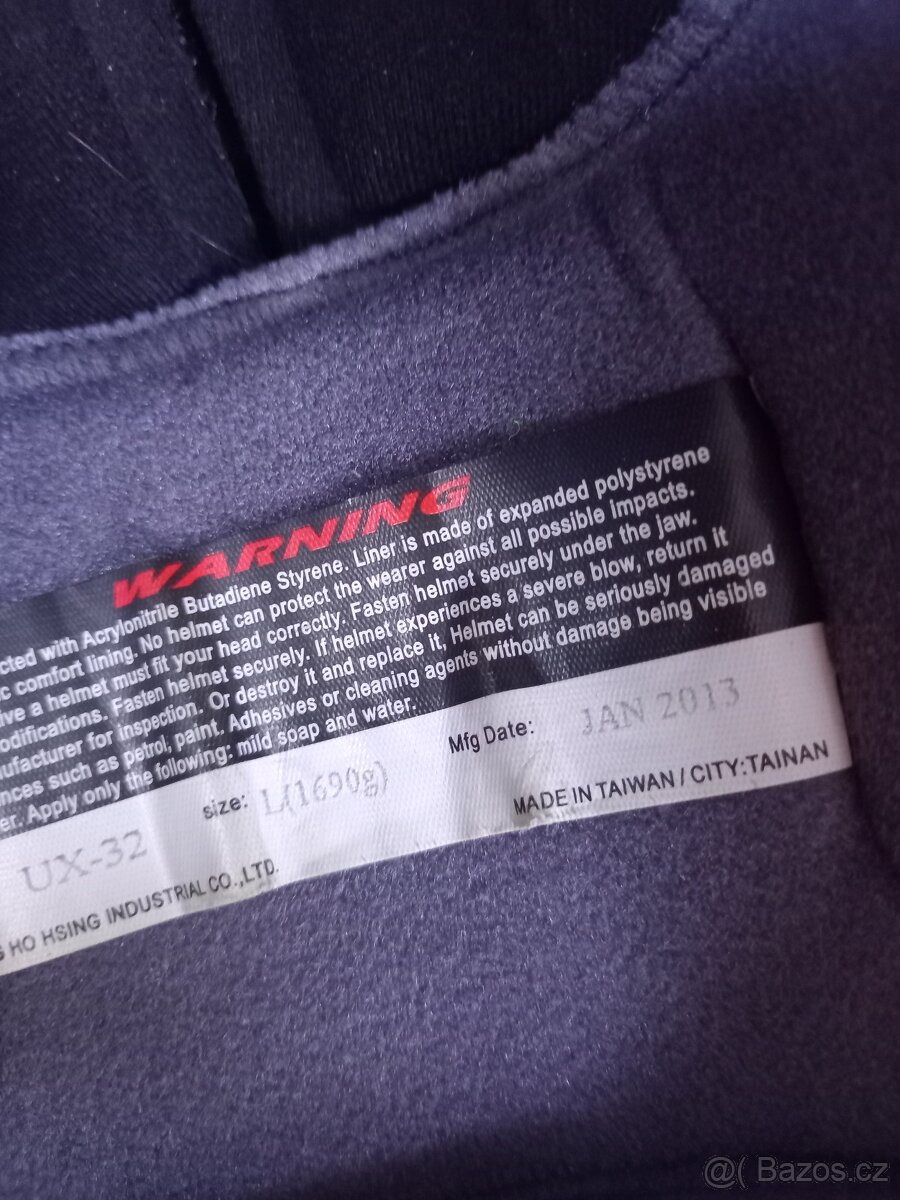 WARNING
cted with Acrylonitrile Butadiene Styrene. Liner is made of expanded polystyrene
c comfort lining. No helmet can protect the wearer against all possible impacts.
ive a helmet must fit your head correctly. Fasten helmet securely under the jaw.
odifications. Fasten helmet securely. If helmet experiences a severe blow, return it
ufacturer for inspection. Or destroy it and replace it, Helmet can be seriously damaged
nces such as petrol, paint, Adhesives or cleaning agents without damage being visible
er. Apply only the following: mild soap and water.
UX-32 size: L(1690g) Mfg Date: JAN 2013
HO HSING INDUSTRIAL CO.,LTD. MADE IN TAIWAN / CITY:TAINAN
@( Bazos.cz